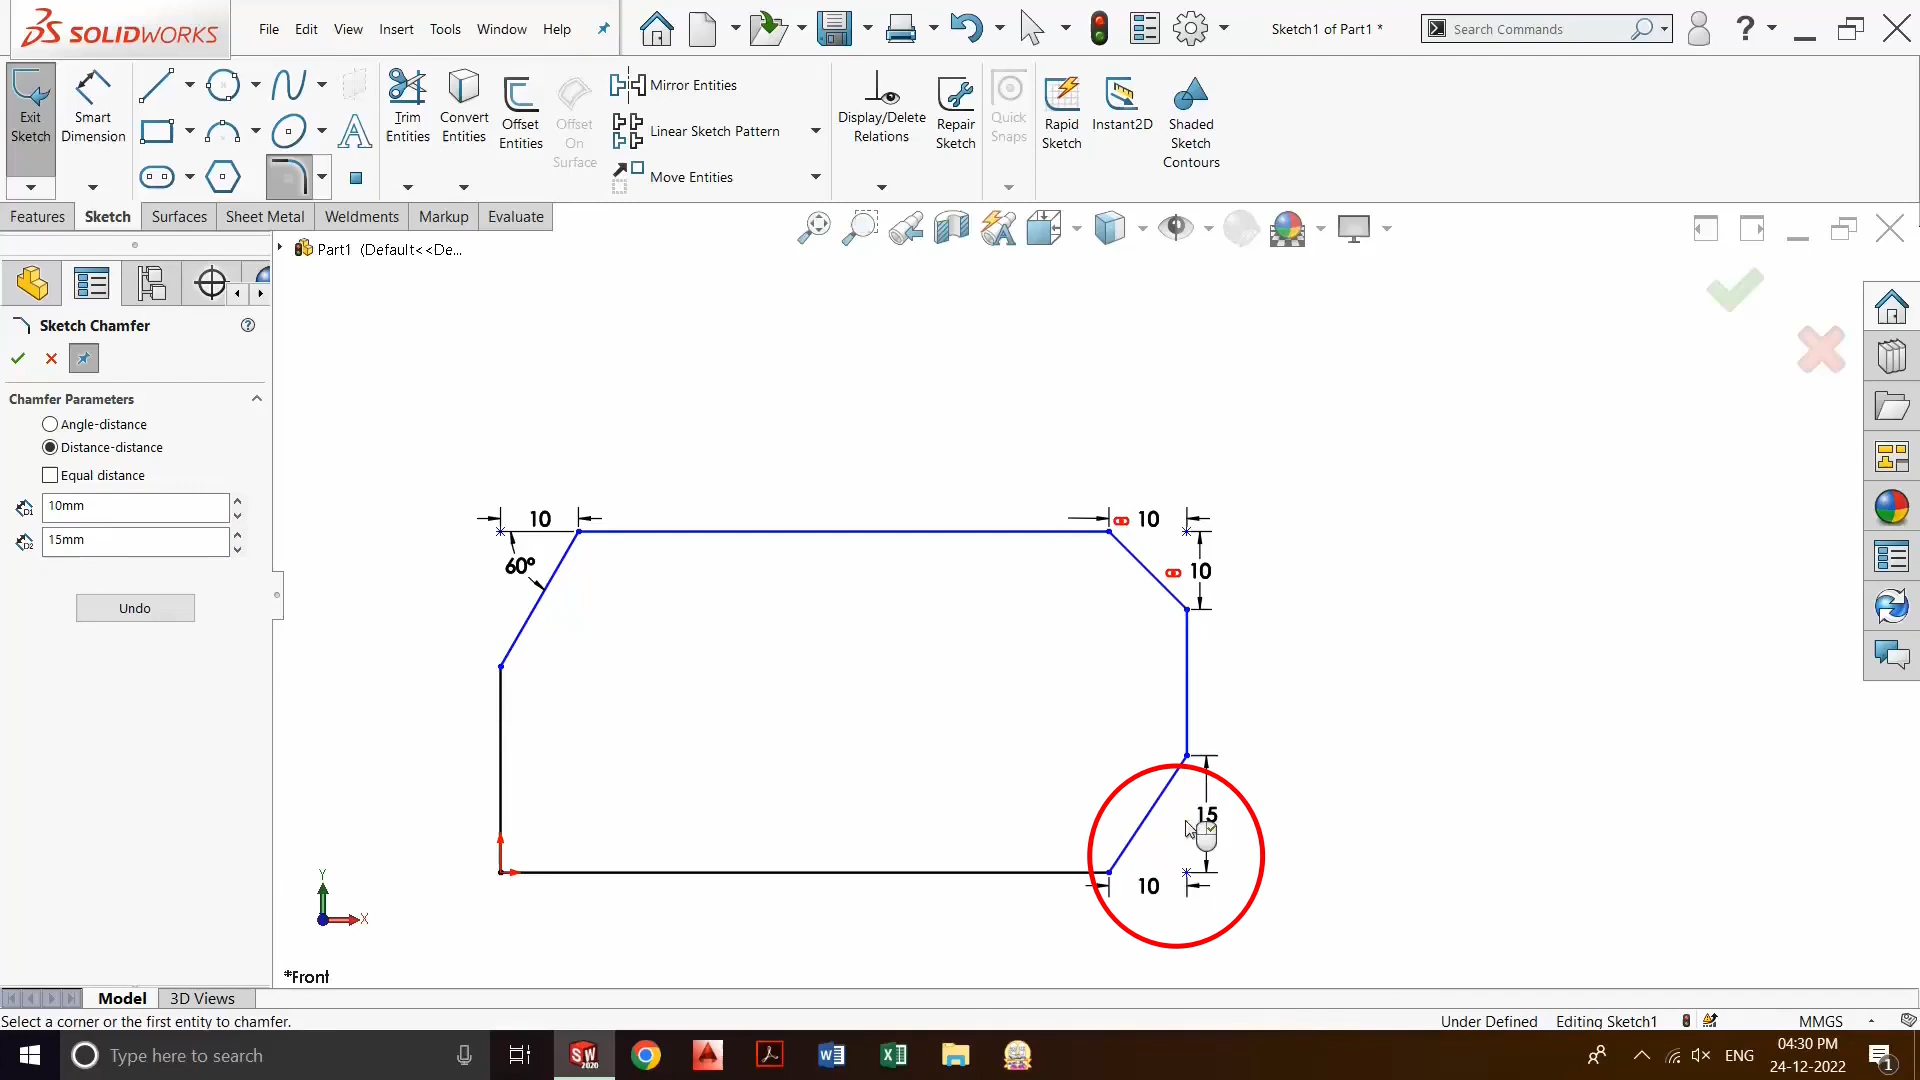 SOLIDWORKS
File Edit View Insert Tools Window Help
Sketch1 of Part1 *
Search Commands
?
Exit Sketch
Smart Dimension
Trim Entities
Convert Entities
Offset Entities
Offset On Surface
Mirror Entities
Linear Sketch Pattern
Move Entities
Display/Delete Relations
Repair Sketch
Quick Snaps
Rapid Sketch
Instant2D
Shaded Sketch Contours
Features Sketch Surfaces Sheet Metal Weldments Markup Evaluate
Part1 (Default<<De...
Sketch Chamfer
?
Chamfer Parameters
Angle-distance
Distance-distance
Equal distance
D1 10mm
D2 15mm
Undo
10
60°
10
10
15
10
Y
X
*Front
Model 3D Views
Select a corner or the first entity to chamfer.
Under Defined Editing Sketch1 MMGS
Type here to search
SW 2020
ENG
04:30 PM
24-12-2022
1